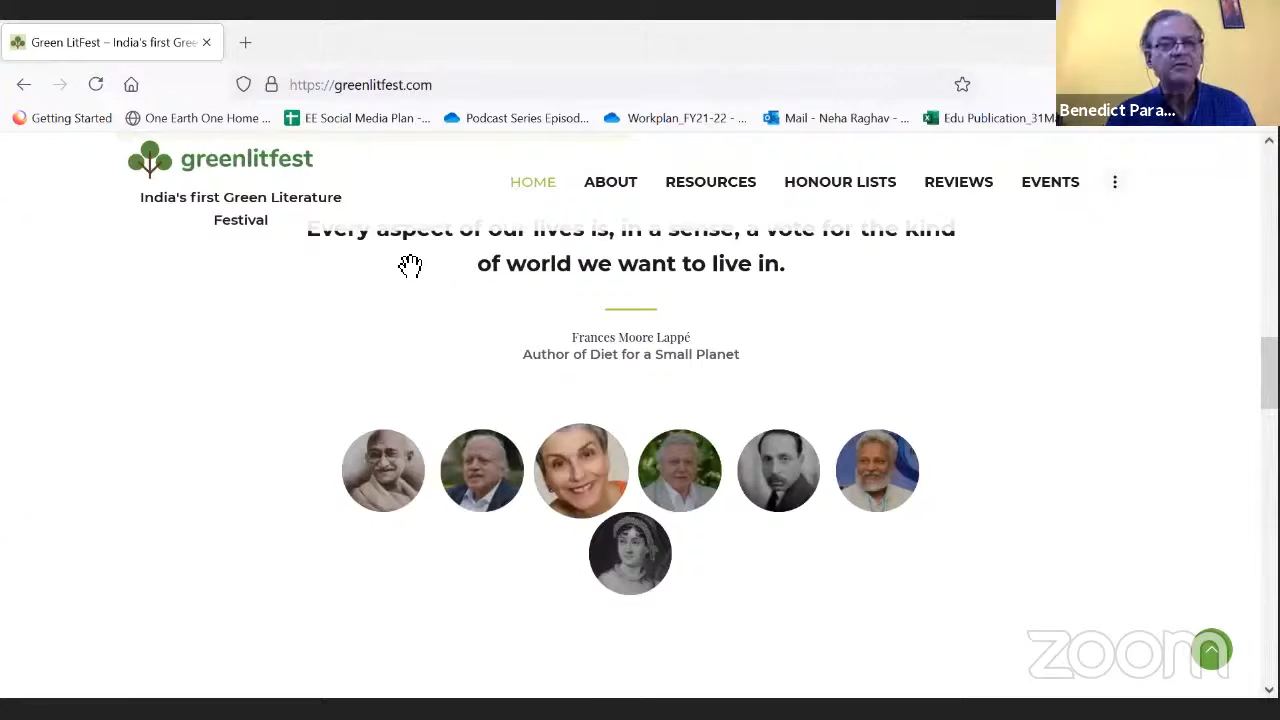 Green LitFest – India's first Gree
https://greenlitfest.com
Getting Started
One Earth One Home ...
EE Social Media Plan-...
Podcast Series Episod...
Workplan_FY21-22 - ...
Mail - Neha Raghav - ...
Edu Publication_31Ma
Benedict Para...
greenlitfest
India's first Green Literature
Festival
HOME
ABOUT
RESOURCES
HONOUR LISTS
REVIEWS
EVENTS
Every aspect of our lives is, in a sense, a vote for the kind
of world we want to live in.
Frances Moore Lappé
Author of Diet for a Small Planet
zoom